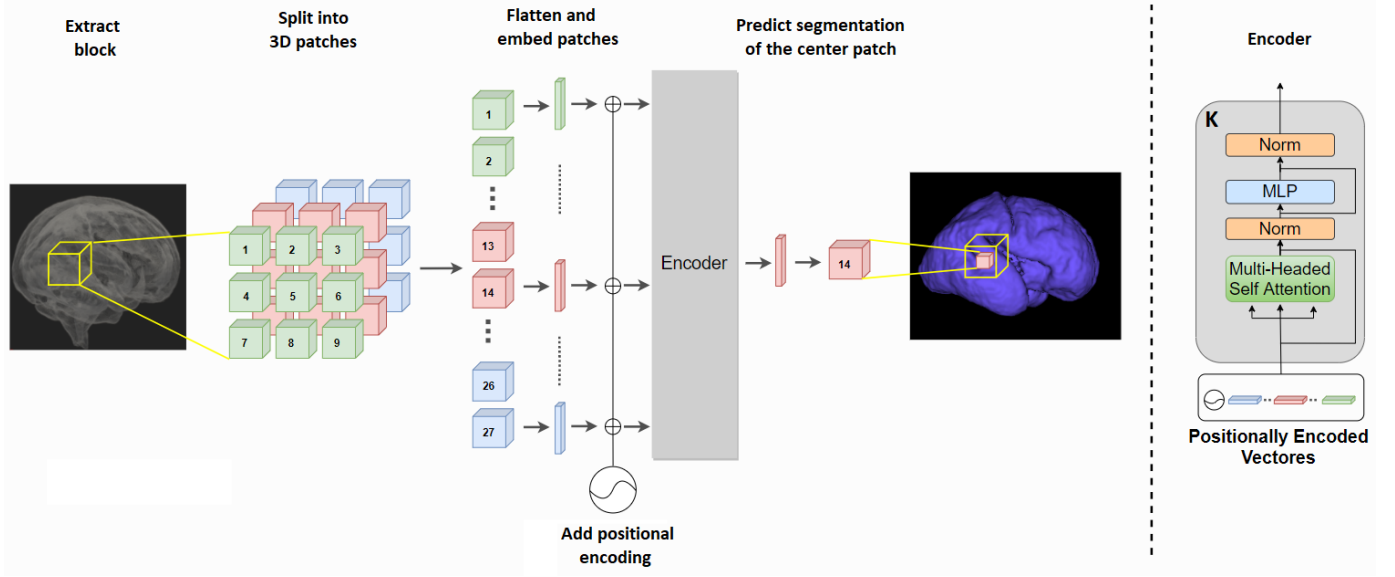 Extract
block
Split into
3D patches
Flatten and
embed patches
Predict segmentation
of the center patch
Encoder
1
2
3
4
5
6
7
8
9
1
2
13
14
26
27
Add positional
encoding
Encoder
14
K
Norm
MLP
Norm
Multi-Headed
Self Attention
Positionally Encoded
Vectores